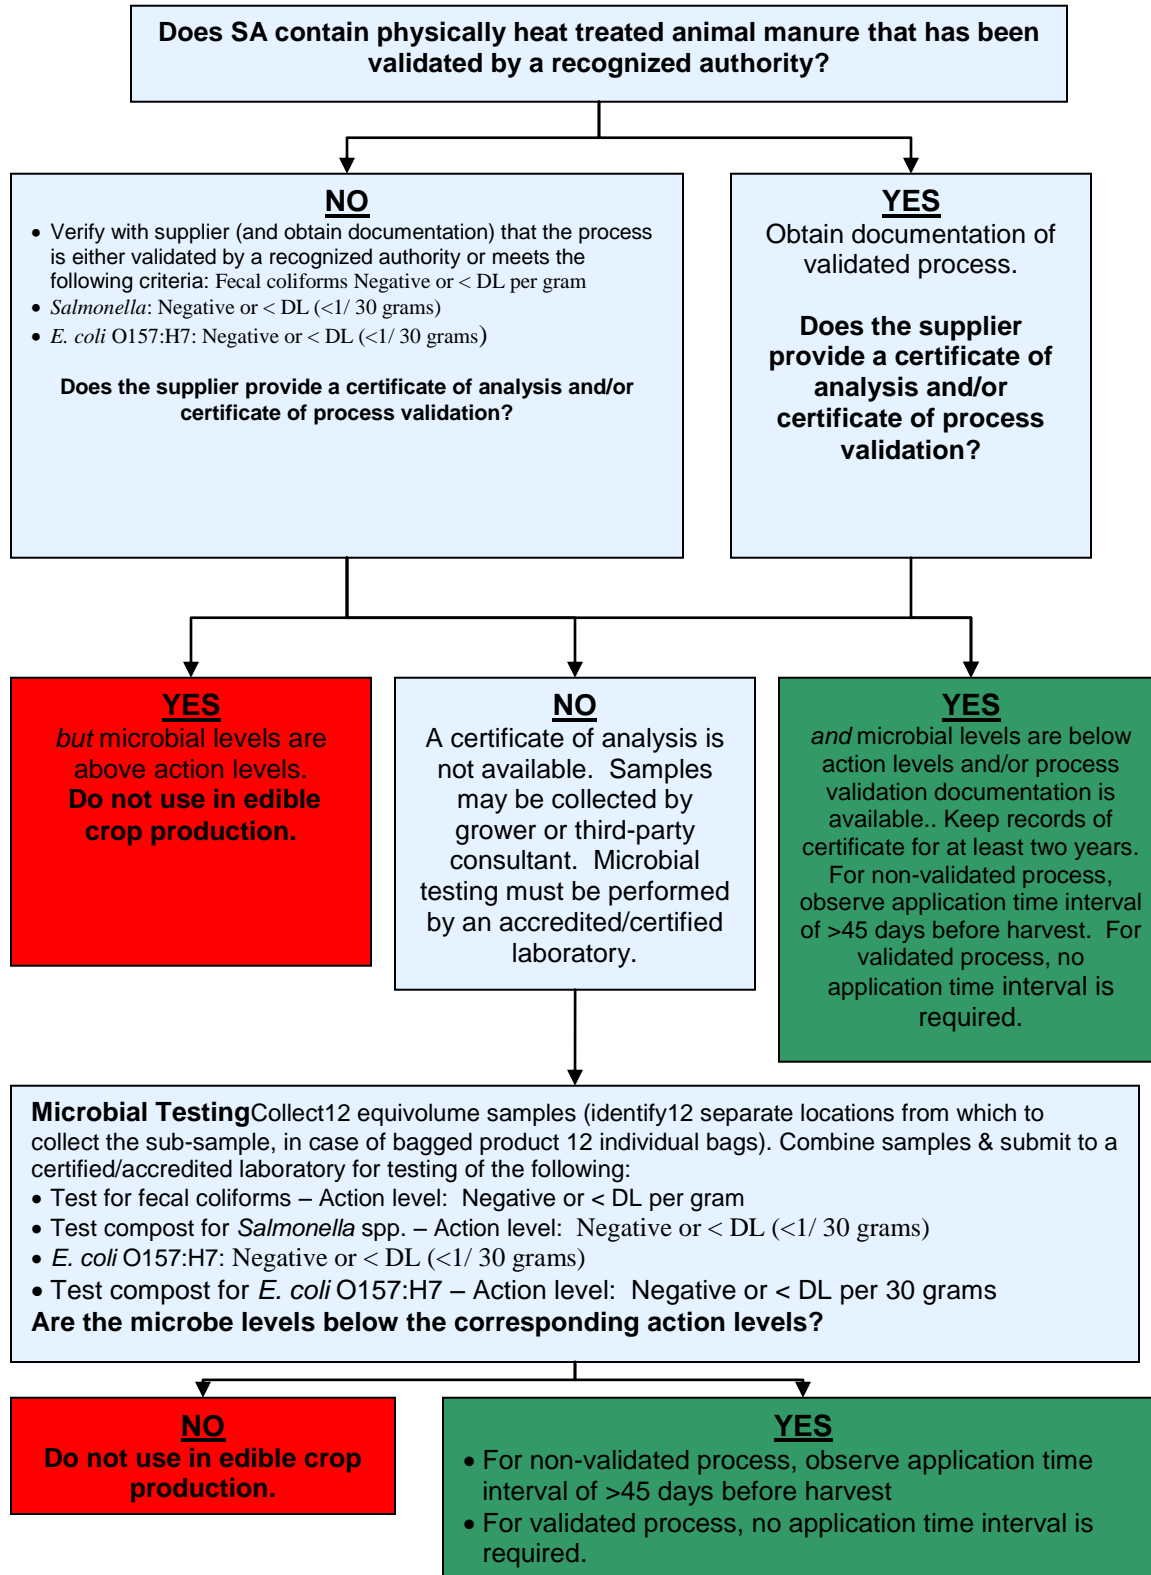 Does SA contain physically heat treated animal manure that has been
validated by a recognized authority?
NO
• Verify with supplier (and obtain documentation) that the process
is either validated by a recognized authority or meets the
following criteria: Fecal coliforms Negative or < DL per gram
• Salmonella: Negative or < DL (<1/ 30 grams)
• E. coli O157:H7: Negative or < DL (<1/ 30 grams)
Does the supplier provide a certificate of analysis and/or
certificate of process validation?
YES
Obtain documentation of
validated process.
Does the supplier
provide a certificate of
analysis and/or
certificate of process
validation?
YES
but microbial levels are
above action levels.
Do not use in edible
crop production.
NO
A certificate of analysis is
not available. Samples
may be collected by
grower or third-party
consultant. Microbial
testing must be performed
by an accredited/certified
laboratory.
YES
and microbial levels are below
action levels and/or process
validation documentation is
available.. Keep records of
certificate for at least two years.
For non-validated process,
observe application time interval
of >45 days before harvest. For
validated process, no
application time interval is
required.
Microbial TestingCollect12 equivolume samples (identify12 separate locations from which to
collect the sub-sample, in case of bagged product 12 individual bags). Combine samples & submit to a
certified/accredited laboratory for testing of the following:
• Test for fecal coliforms – Action level: Negative or < DL per gram
• Test compost for Salmonella spp. – Action level: Negative or < DL (<1/ 30 grams)
• E. coli O157:H7: Negative or < DL (<1/ 30 grams)
• Test compost for E. coli O157:H7 – Action level: Negative or < DL per 30 grams
Are the microbe levels below the corresponding action levels?
NO
Do not use in edible crop
production.
YES
• For non-validated process, observe application time
interval of >45 days before harvest
• For validated process, no application time interval is
required.